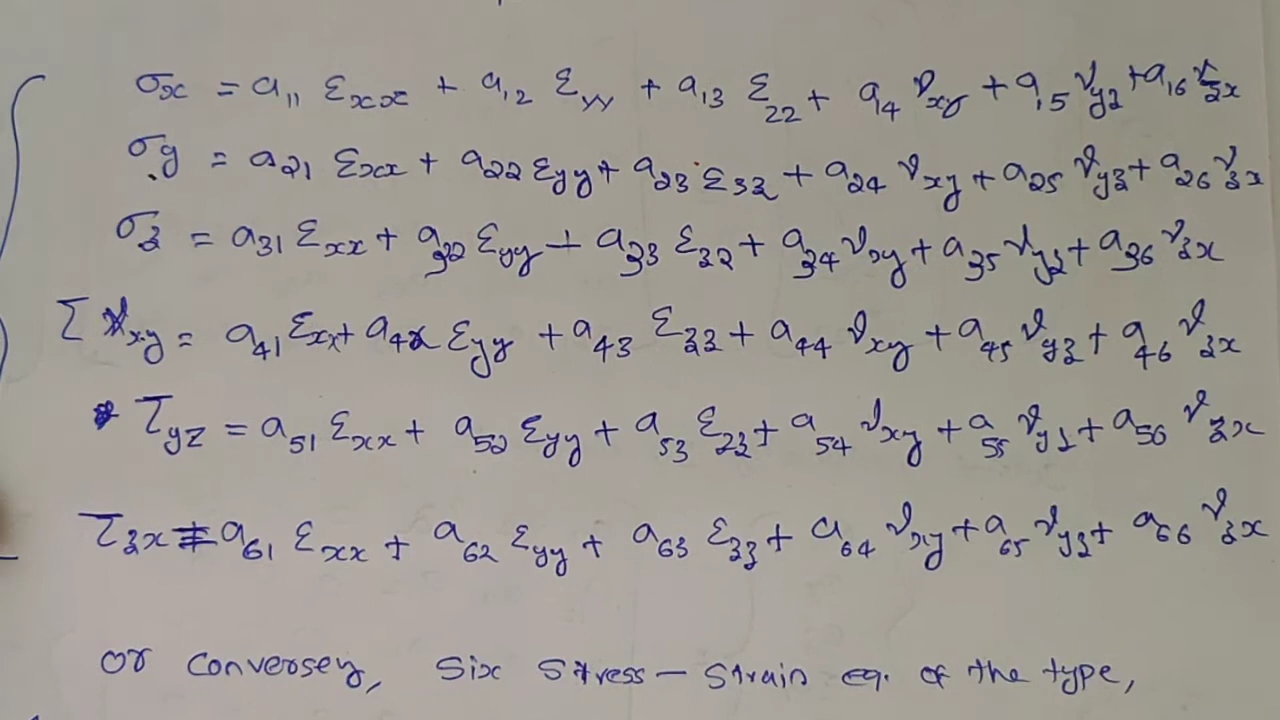 σx = a11 εxx + a12 εyy + a13 εzz + a4 γxy + a15 γyz + a16 γzx
σy = a21 εxx + a22 εyy + a23 εzz + a24 γxy + a25 γyz + a26 γzx
σz = a31 εxx + a32 εyy + a33 εzz + a34 γxy + a35 γyz + a36 γzx
τxy = a41 εxx + a42 εyy + a43 εzz + a44 γxy + a45 γyz + a46 γzx
τyz = a51 εxx + a52 εyy + a53 εzz + a54 γxy + a55 γyz + a56 γzx
τzx = a61 εxx + a62 εyy + a63 εzz + a64 γxy + a65 γyz + a66 γzx
or conversey, six stress - strain eq. of the type,